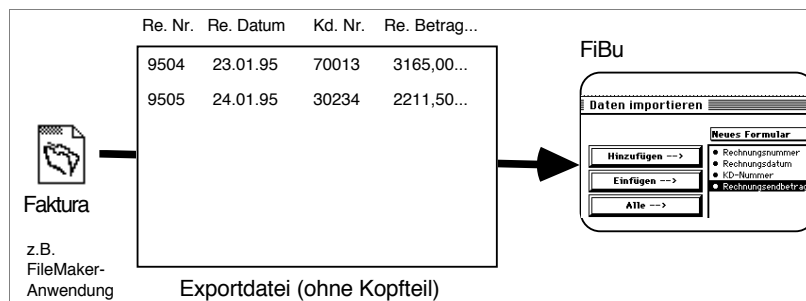 Re. Nr. Re. Datum Kd. Nr. Re. Betrag...
9504 23.01.95 70013 3165,00...
9505 24.01.95 30234 2211,50...
Faktura
z.B.
FileMaker-
Anwendung
Exportdatei (ohne Kopfteil)
FiBu
Daten importieren
Neues Formular
Hinzufügen -->
Einfügen -->
Alle -->
• Rechnungsnummer
• Rechnungsdatum
• KD-Nummer
• Rechnungsendbetrag